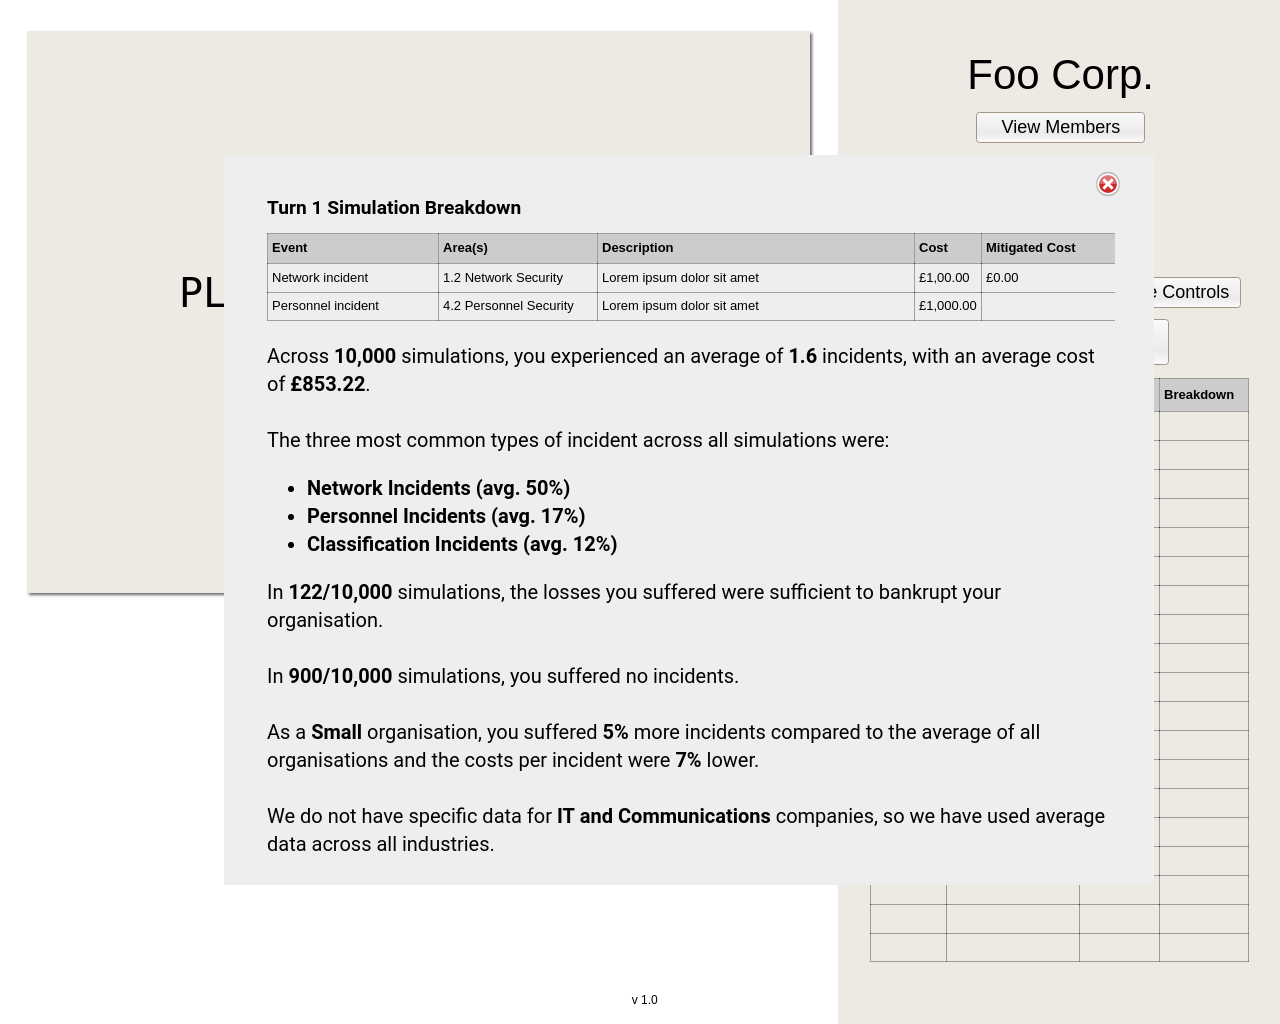 Foo Corp.
View Members
Turn 1 Simulation Breakdown
Event Area(s) Description Cost Mitigated Cost
Network incident 1.2 Network Security Lorem ipsum dolor sit amet £1,00.00 £0.00
Personnel incident 4.2 Personnel Security Lorem ipsum dolor sit amet £1,000.00
PL
Controls
Breakdown
Across 10,000 simulations, you experienced an average of 1.6 incidents, with an average cost
of £853.22.
The three most common types of incident across all simulations were:
• Network Incidents (avg. 50%)
• Personnel Incidents (avg. 17%)
• Classification Incidents (avg. 12%)
In 122/10,000 simulations, the losses you suffered were sufficient to bankrupt your
organisation.
In 900/10,000 simulations, you suffered no incidents.
As a Small organisation, you suffered 5% more incidents compared to the average of all
organisations and the costs per incident were 7% lower.
We do not have specific data for IT and Communications companies, so we have used average
data across all industries.
v 1.0